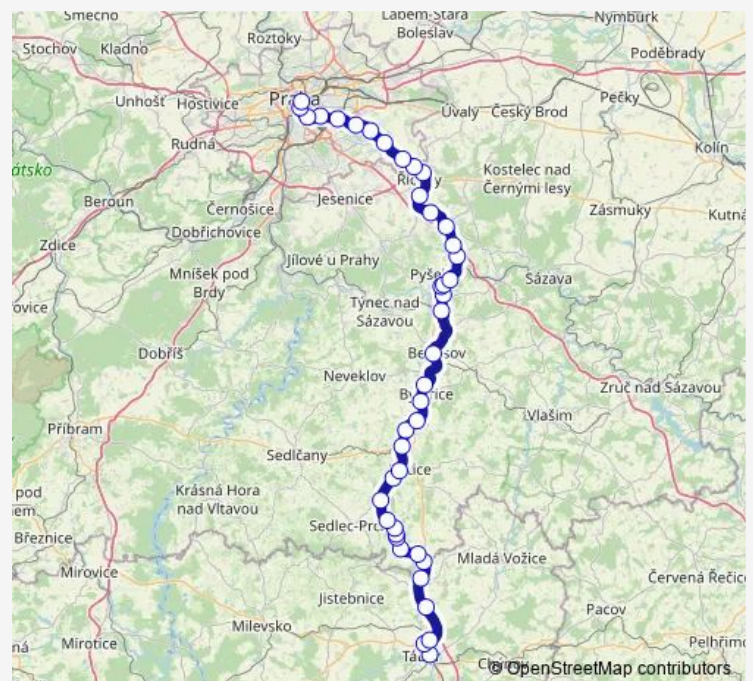 Smečno
Labem-Stará
Boleslav
Nymburk
Roztoky
Stochov
Kladno
Poděbrady
Unhošť
Hostivice
Úvaly
Český Brod
Pečky
Rudná
Kolín
Beroun
Černošice
Jesenice
Kostelec nad
Černými lesy
Zásmuky
Dobřichovice
Zdice
Jílové u Prahy
Mníšek pod
Brdy
Sázava
Týnec nad
Sázavou
Dobříš
Neveklov
Zruč nad Sázavou
Vlašim
Příbram
Sedlčany
Krásná Hora
nad Vltavou
pod
Březnice
Mladá Vožice
Mirovice
Červená Řečice
Jistebnice
Pacov
Milevsko
Mirotice
Pelhřim
© OpenStreetMap contributors